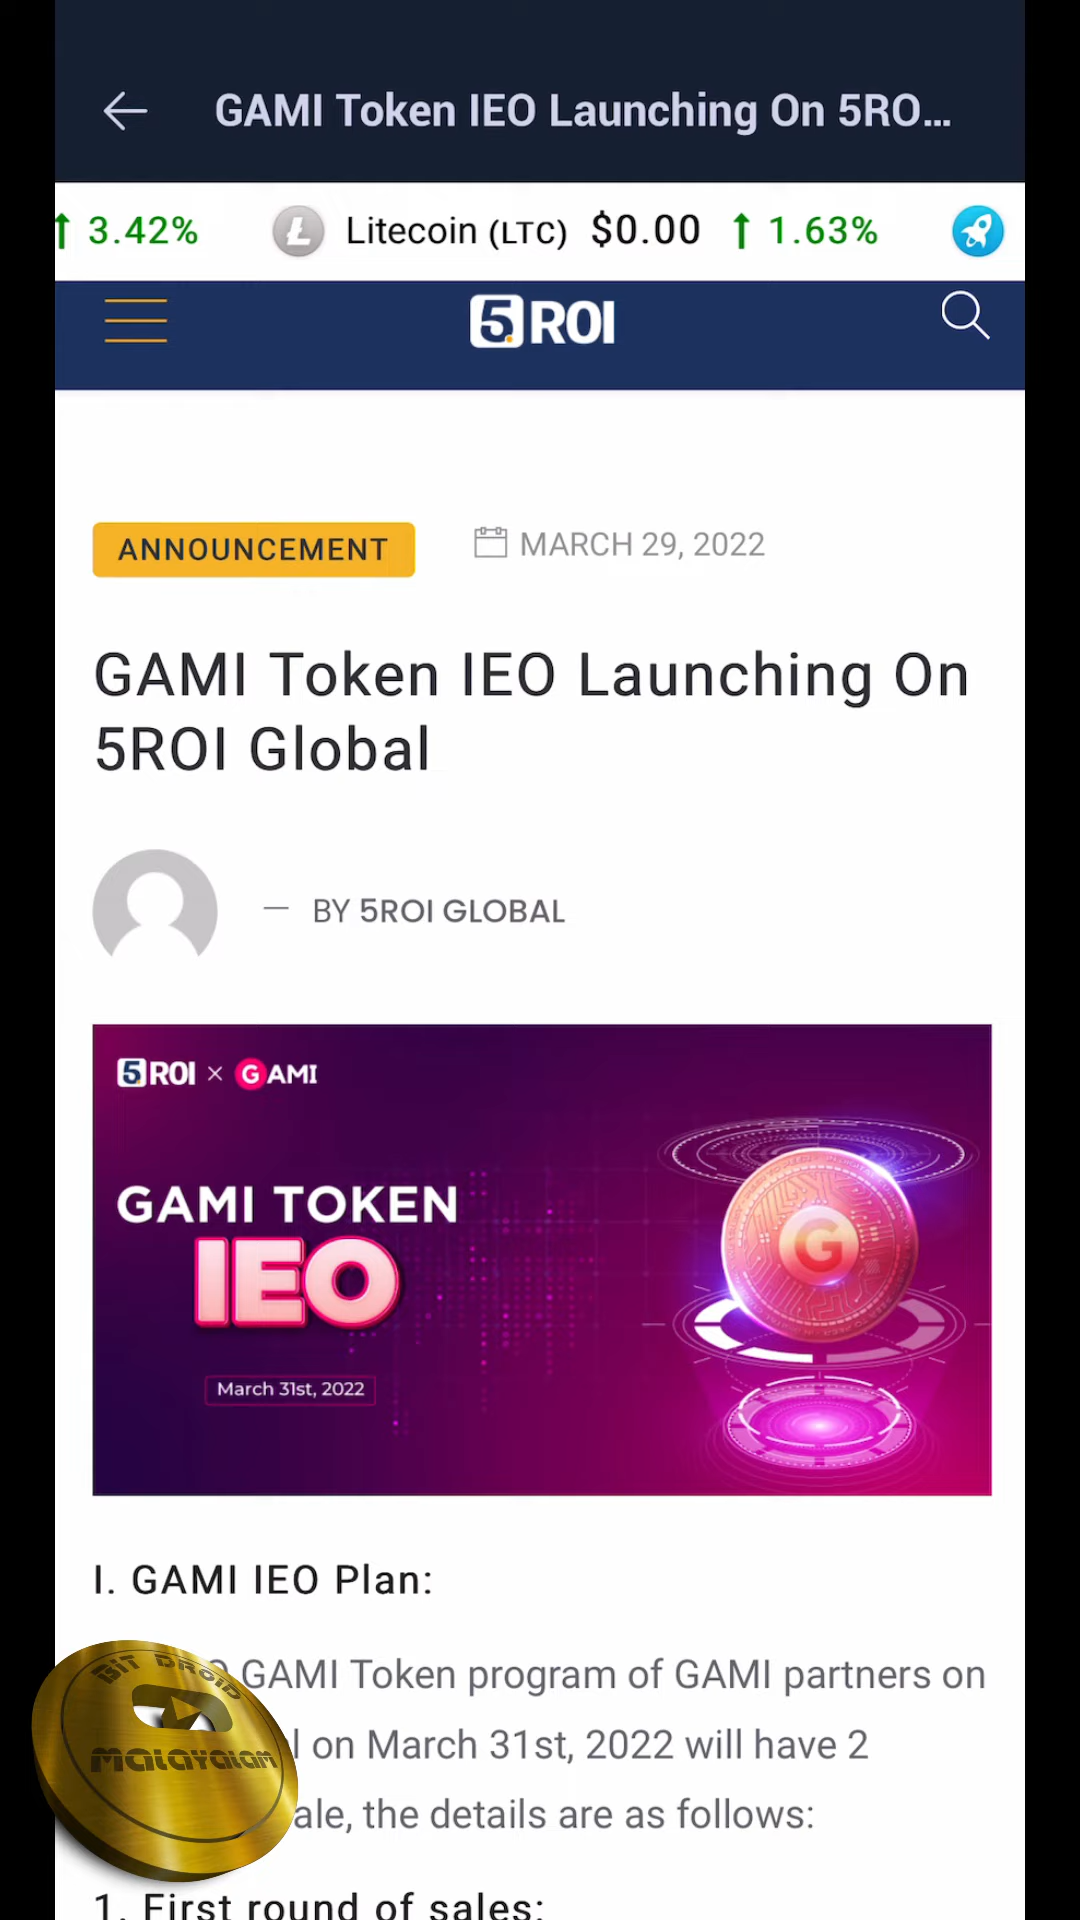 GAMI Token IEO Launching On 5RO...
3.42% Litecoin (LTC) $0.00 1.63%
5ROI
ANNOUNCEMENT MARCH 29, 2022
GAMI Token IEO Launching On
5ROI Global
— BY 5ROI GLOBAL
5ROI × GAMI
GAMI TOKEN
IEO
G
March 31st, 2022
I. GAMI IEO Plan:
GAMI Token program of GAMI partners on
l on March 31st, 2022 will have 2
ale, the details are as follows:
BIT DROID
MALAYALAM
1. First round of sales: